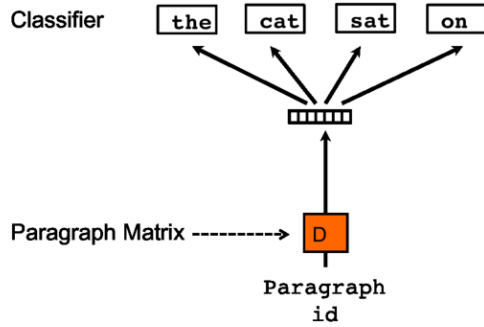 Classifier the cat sat on
Paragraph Matrix D
Paragraph
id